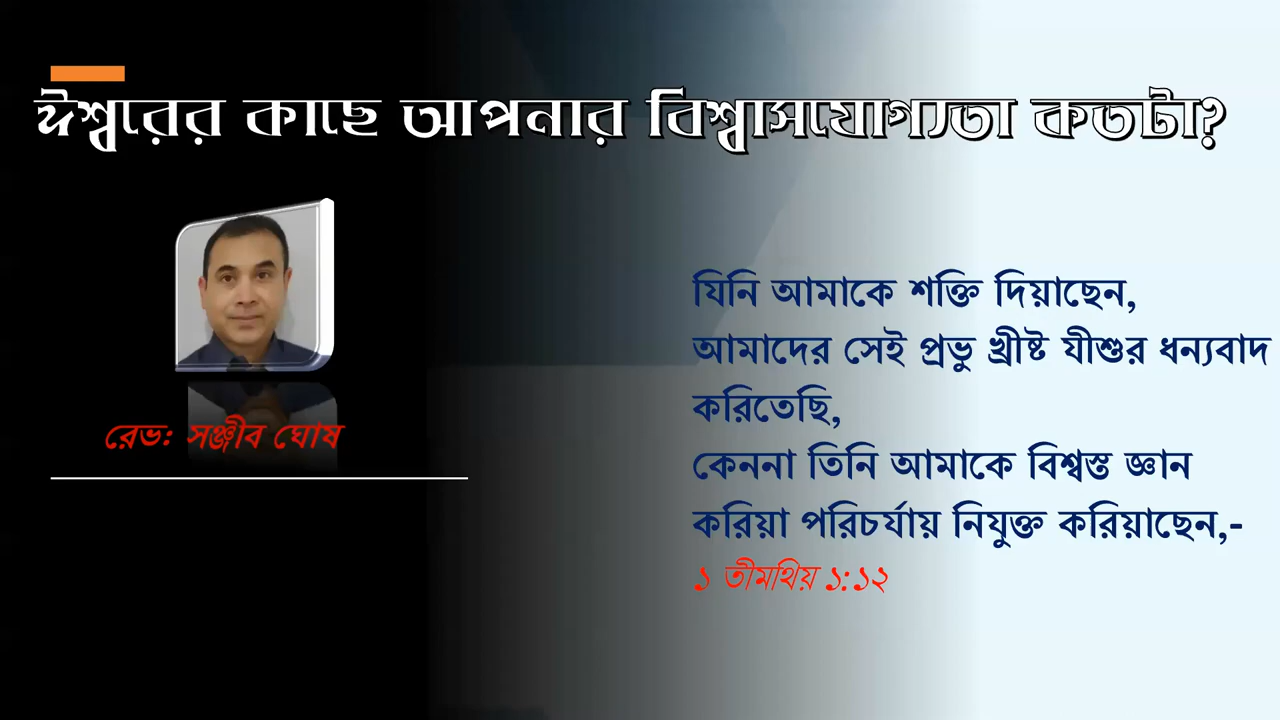 ঈশ্বরের কাছে আপনার বিশ্বাসযোগ্যতা কতটা?
রেভ: সঞ্জীব ঘোষ
যিনি আমাকে শক্তি দিয়াছেন,
আমাদের সেই প্রভু খ্রীষ্ট যীশুর ধন্যবাদ
করিতেছি,
কেননা তিনি আমাকে বিশ্বস্ত জ্ঞান
করিয়া পরিচর্যায় নিযুক্ত করিয়াছেন,-
১ তীমথিয় ১:১২